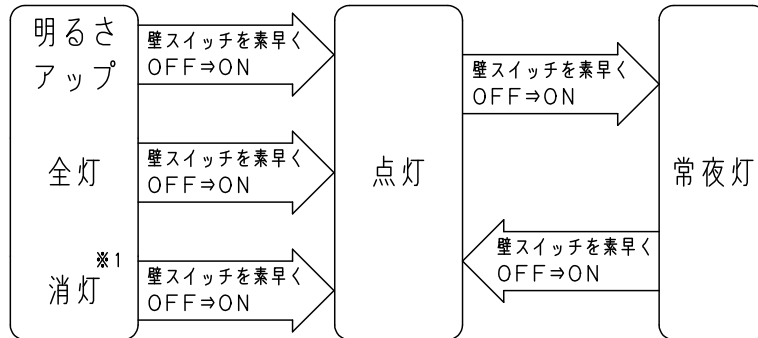 明るさ
アップ
全灯
※1
消灯
壁スイッチを素早く
OFF⇒ON
壁スイッチを素早く
OFF⇒ON
壁スイッチを素早く
OFF⇒ON
点灯
壁スイッチを素早く
OFF⇒ON
壁スイッチを素早く
OFF⇒ON
常夜灯